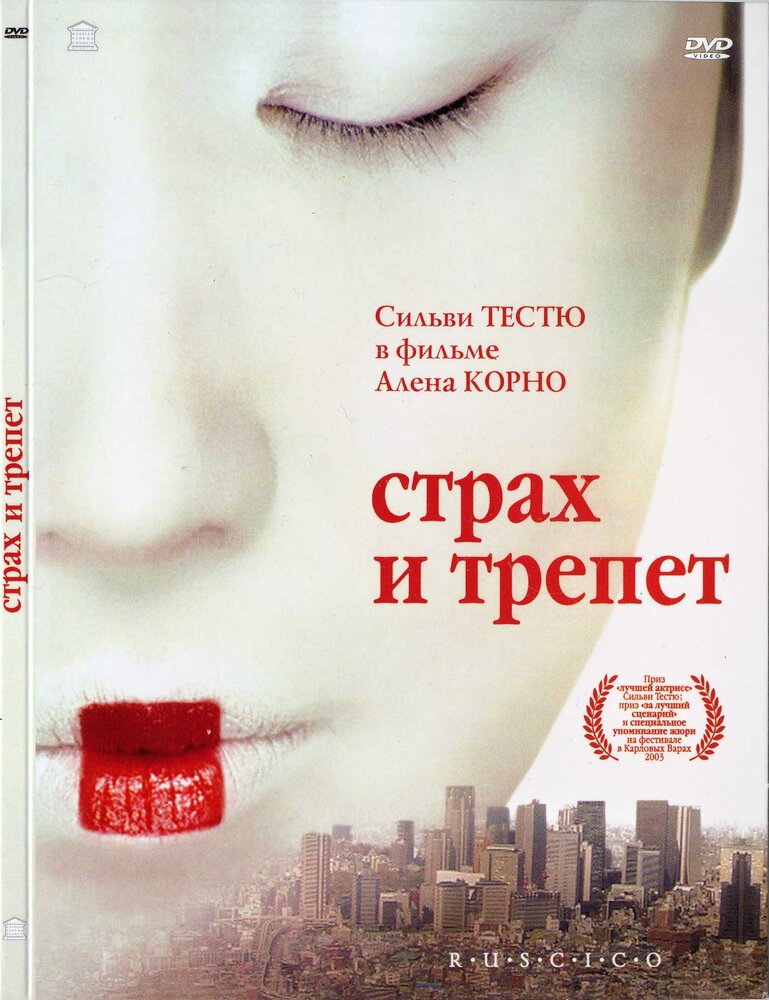 DVD
VIDEO
страх и трепет
DVD
VIDEO
Сильви ТЕСТЮ
в фильме
Алена КОРНО
страх
и трепет
Приз
«лучшей актрисе»
Сильви Тестю;
приз «за лучший
сценарий»
и специальное
упоминание жюри
на фестивале
в Карловых Варах
2003
R·U·S·C·I·C·O